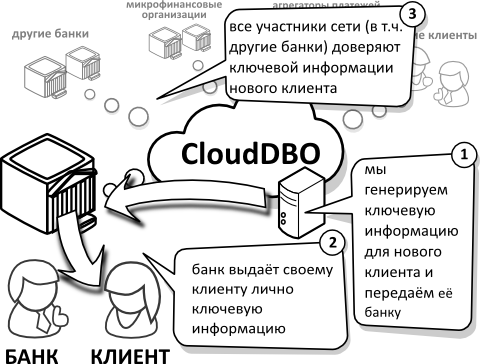 микрофинансовые
организации
агрегаторы платежей
другие банки
клиенты
3
все участники сети (в т.ч.
другие банки) доверяют
ключевой информации
нового клиента
CloudDBO
1
мы
генерируем
ключевую
информацию
для нового
клиента и
передаём её
банку
2
банк выдаёт своему
клиенту лично
ключевую
информацию
БАНК
КЛИЕНТ